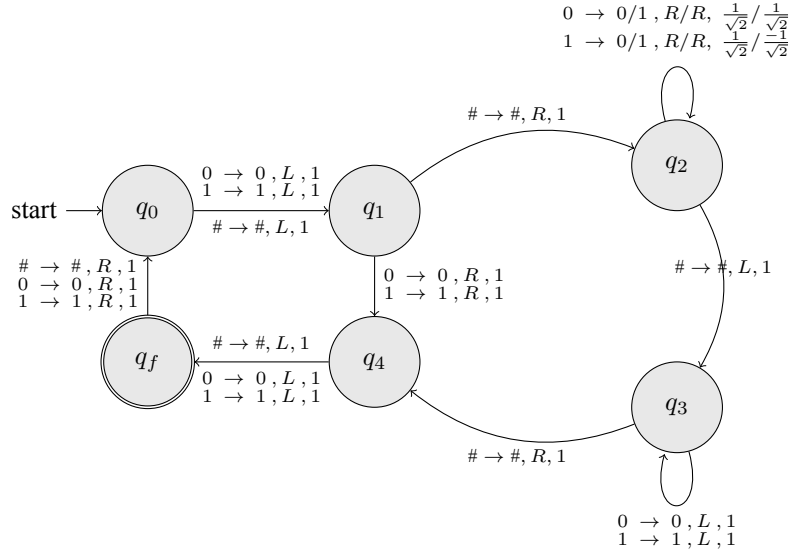 0 → 0/1 , R/R, 1/√2 / 1/√2
1 → 0/1 , R/R, 1/√2 / -1/√2
# → #, R, 1
q2
0 → 0 , L , 1
1 → 1 , L , 1
start
q0
q1
# → #, L, 1
# → # , R , 1
0 → 0 , R , 1
1 → 1 , R , 1
0 → 0 , R , 1
1 → 1 , R , 1
# → #, L, 1
# → #, L, 1
qf
q4
0 → 0 , L , 1
1 → 1 , L , 1
q3
# → #, R, 1
0 → 0 , L , 1
1 → 1 , L , 1